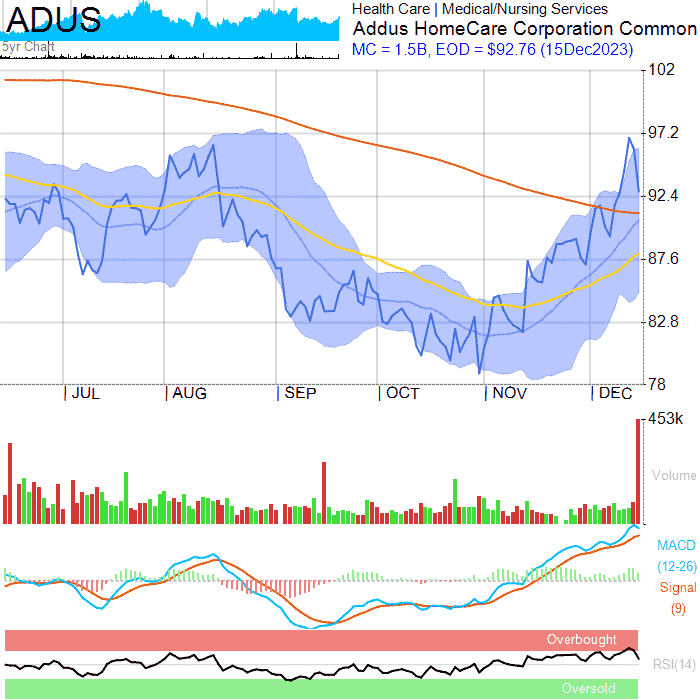 ADUS
Health Care | Medical/Nursing Services
Addus HomeCare Corporation Common
5yr Chart
MC = 1.5B, EOD = $92.76 (15Dec2023)
102
97.2
92.4
87.6
82.8
78
| JUL | AUG | SEP | OCT | NOV | DEC
453k
Volume
MACD
(12-26)
Signal
(9)
Overbought
RSI(14)
Oversold